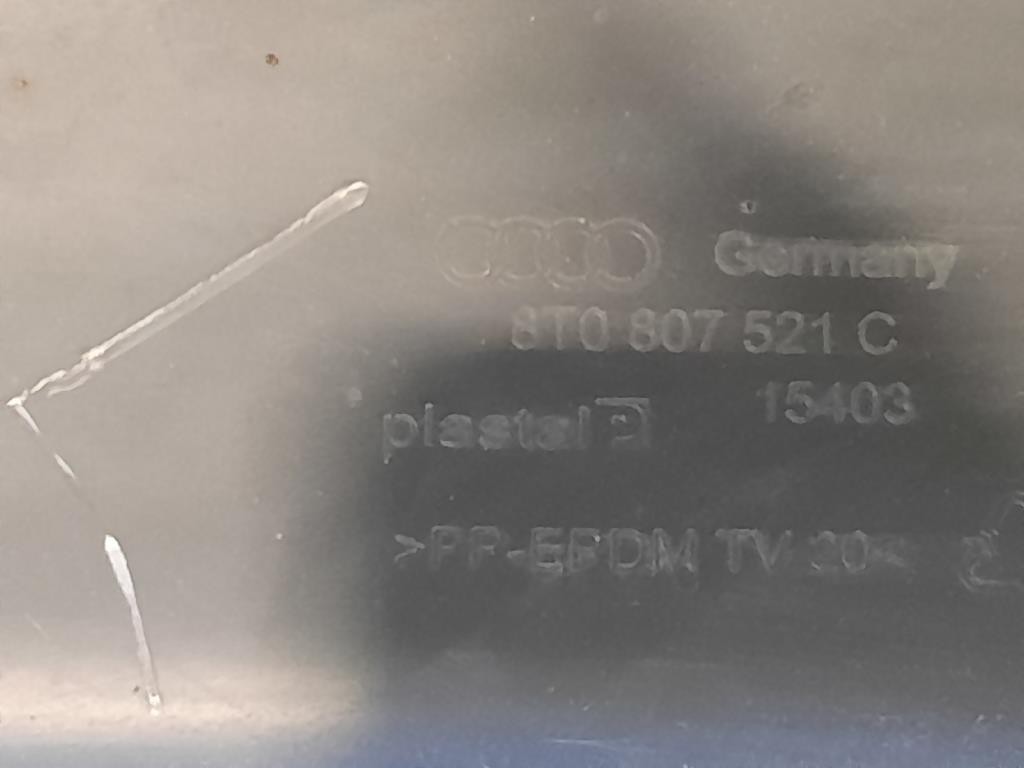 Germany
8T0 807 521 C
15403
plastal
>PP-EPDM TV 20<